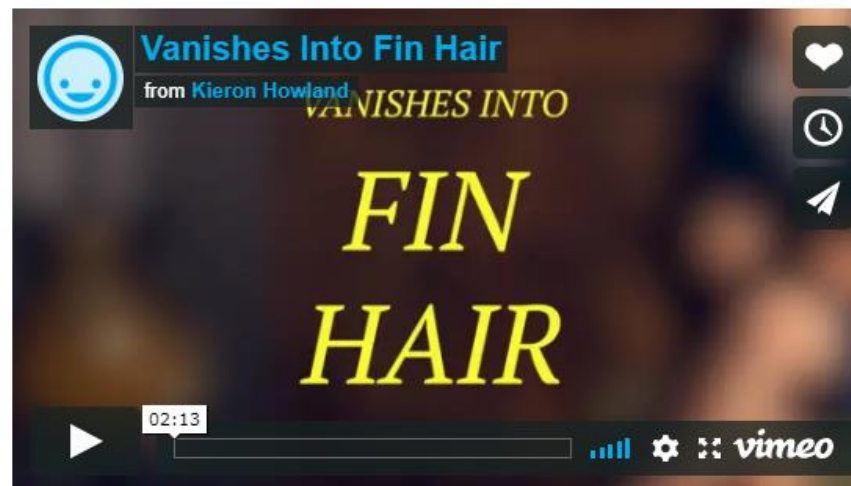 Vanishes Into Fin Hair
from Kieron Howland
VANISHES INTO
FIN
HAIR
02:13
vimeo